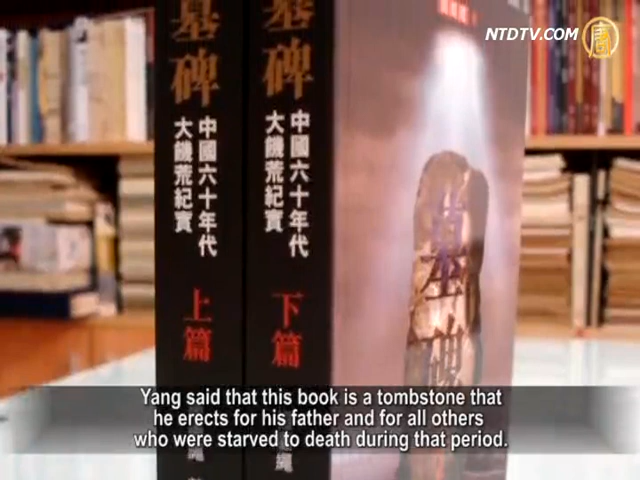 NTDTV.COM
墓碑
中國六十年代
大饑荒紀實
上篇
墓碑
中國六十年代
大饑荒紀實
下篇
繩
墓碑
Yang said that this book is a tombstone that
he erects for his father and for all others
who were starved to death during that period.